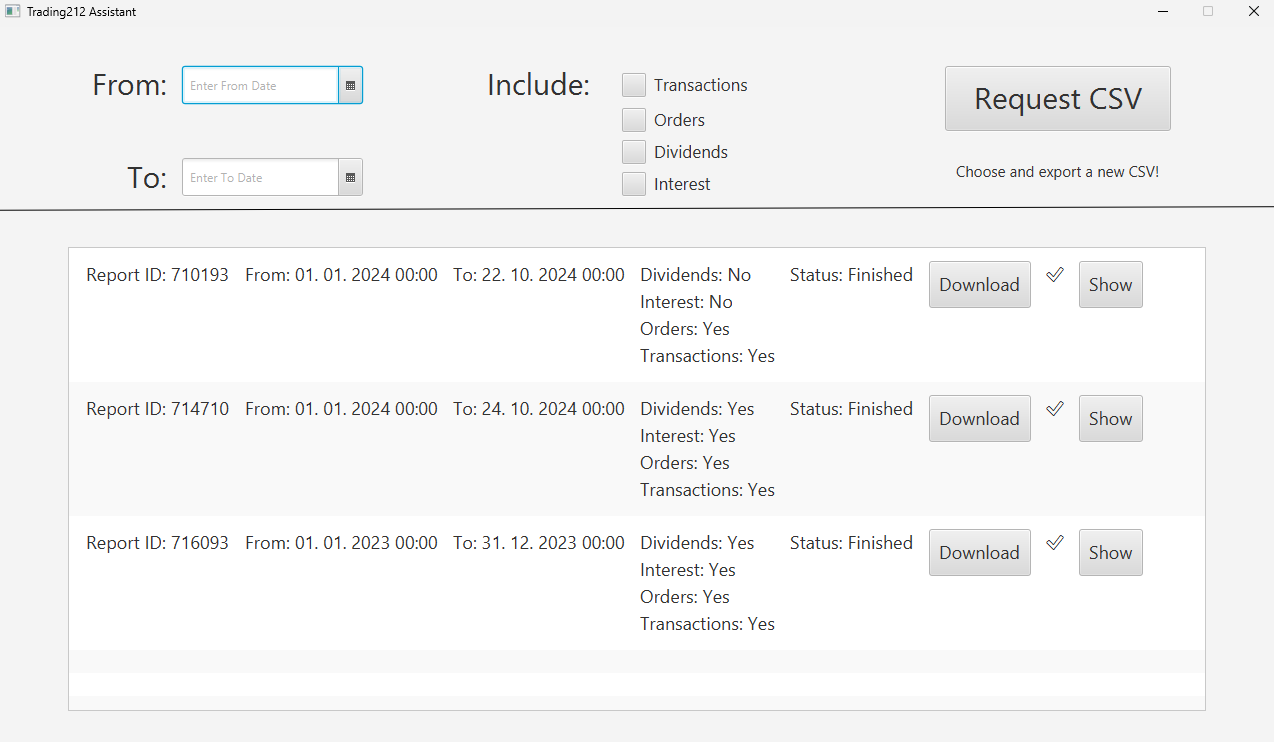 Trading212 Assistant
From:
Enter From Date
Include:
Transactions
Orders
Dividends
Interest
Request CSV
To:
Enter To Date
Choose and export a new CSV!
Report ID: 710193 From: 01. 01. 2024 00:00 To: 22. 10. 2024 00:00 Dividends: No Status: Finished Download Show
Interest: No
Orders: Yes
Transactions: Yes
Report ID: 714710 From: 01. 01. 2024 00:00 To: 24. 10. 2024 00:00 Dividends: Yes Status: Finished Download Show
Interest: Yes
Orders: Yes
Transactions: Yes
Report ID: 716093 From: 01. 01. 2023 00:00 To: 31. 12. 2023 00:00 Dividends: Yes Status: Finished Download Show
Interest: Yes
Orders: Yes
Transactions: Yes